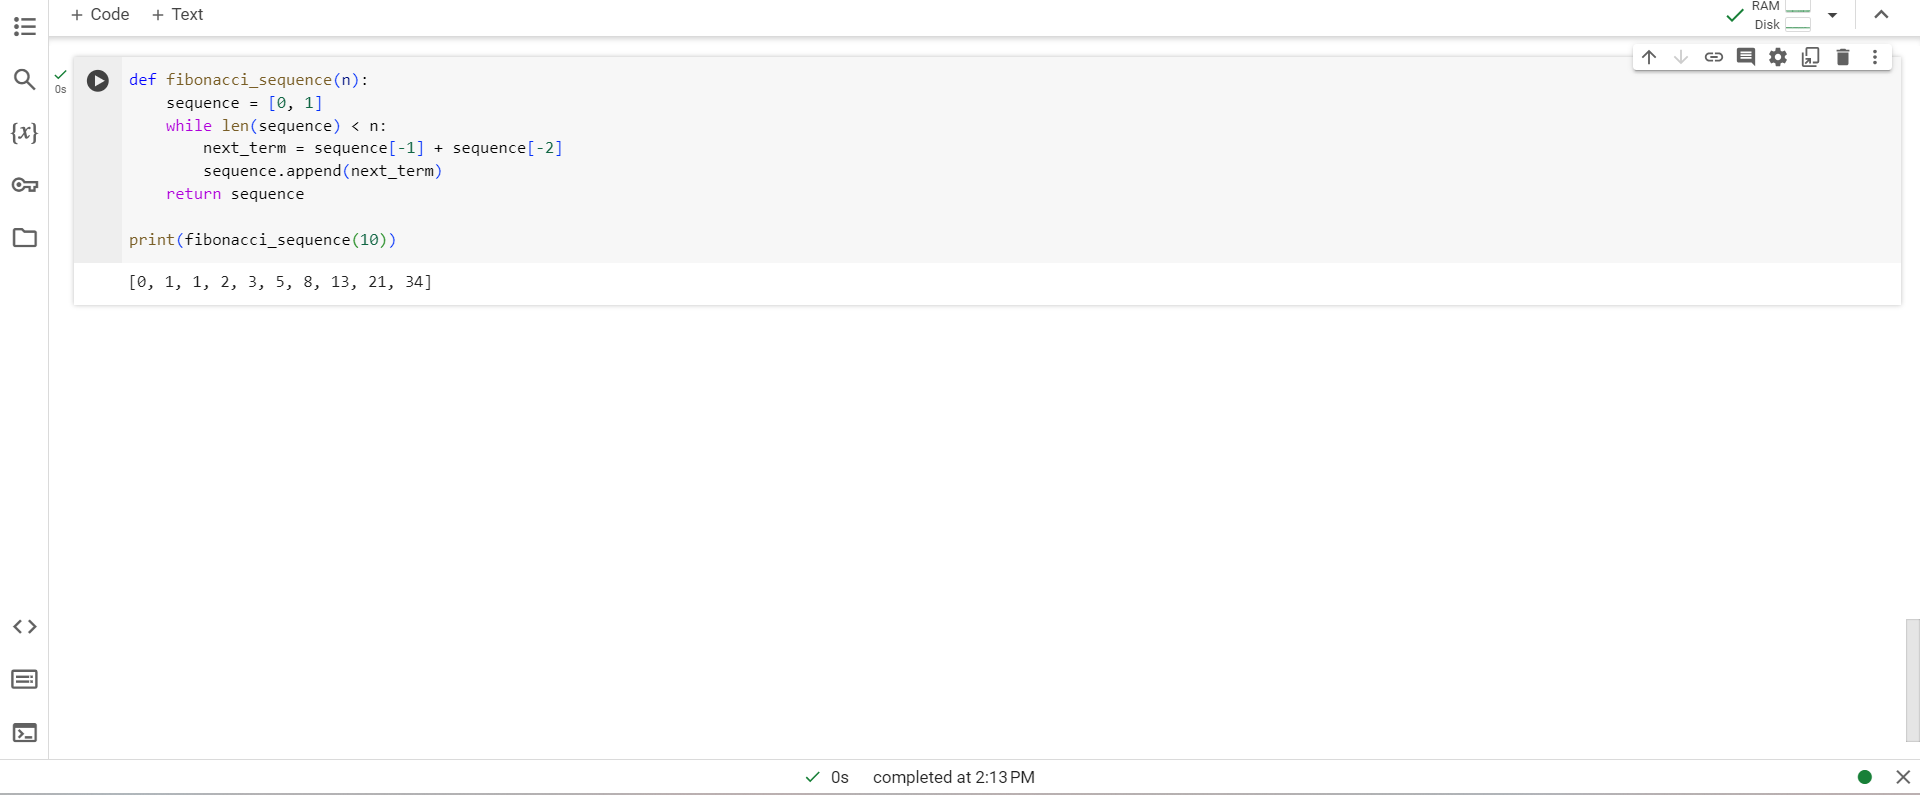 + Code + Text
RAM
Disk
0s
{x}
def fibonacci_sequence(n):
    sequence = [0, 1]
    while len(sequence) < n:
        next_term = sequence[-1] + sequence[-2]
        sequence.append(next_term)
    return sequence
print(fibonacci_sequence(10))
[0, 1, 1, 2, 3, 5, 8, 13, 21, 34]
0s completed at 2:13 PM